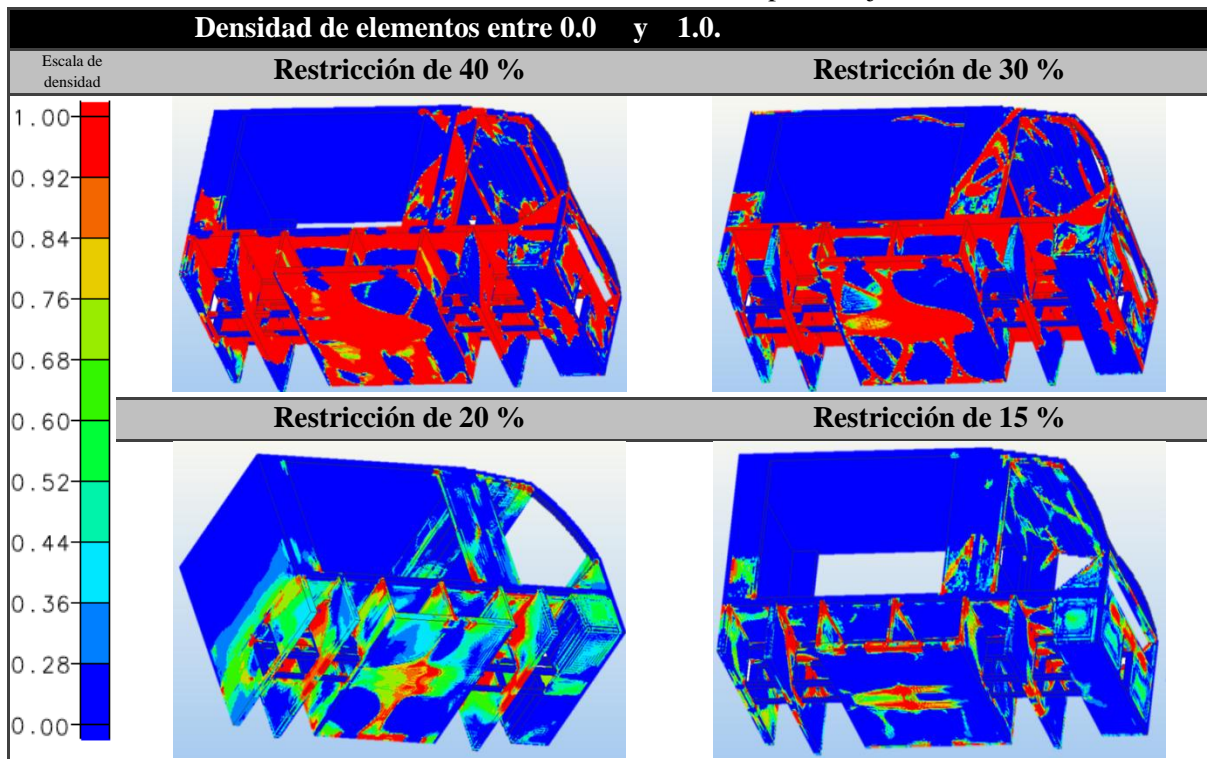 Densidad de elementos entre 0.0 y 1.0.
Escala de
densidad
Restricción de 40 %
Restricción de 30 %
1.00
0.92
0.84
0.76
0.68
0.60
0.52
0.44
0.36
0.28
0.00
Restricción de 20 %
Restricción de 15 %